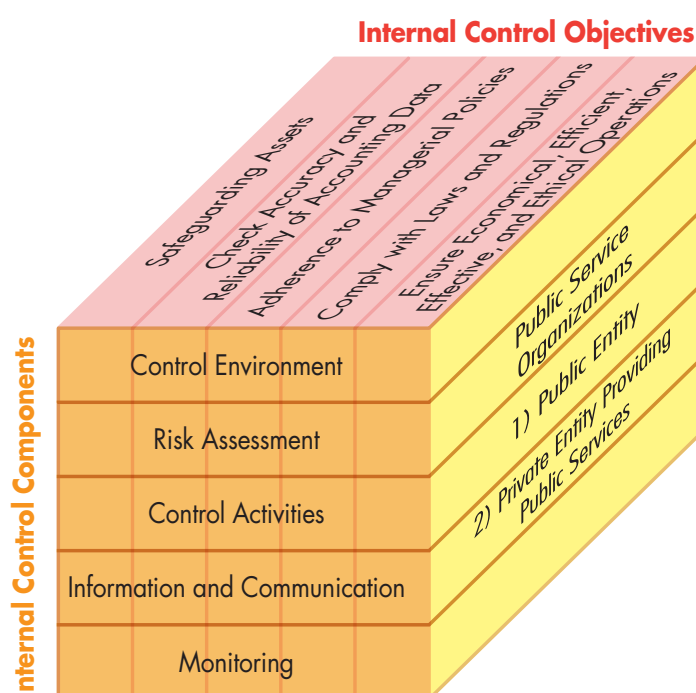 Internal Control Objectives
Safeguarding Assets
Check Accuracy and
Reliability of Accounting Data
Adherence to Managerial Policies
Comply with Laws and Regulations
Ensure Economical, Efficient,
Effective, and Ethical Operations
Public Service
Organizations
1) Public Entity
2) Private Entity Providing
Public Services
nternal Control Components
Control Environment
Risk Assessment
Control Activities
Information and Communication
Monitoring